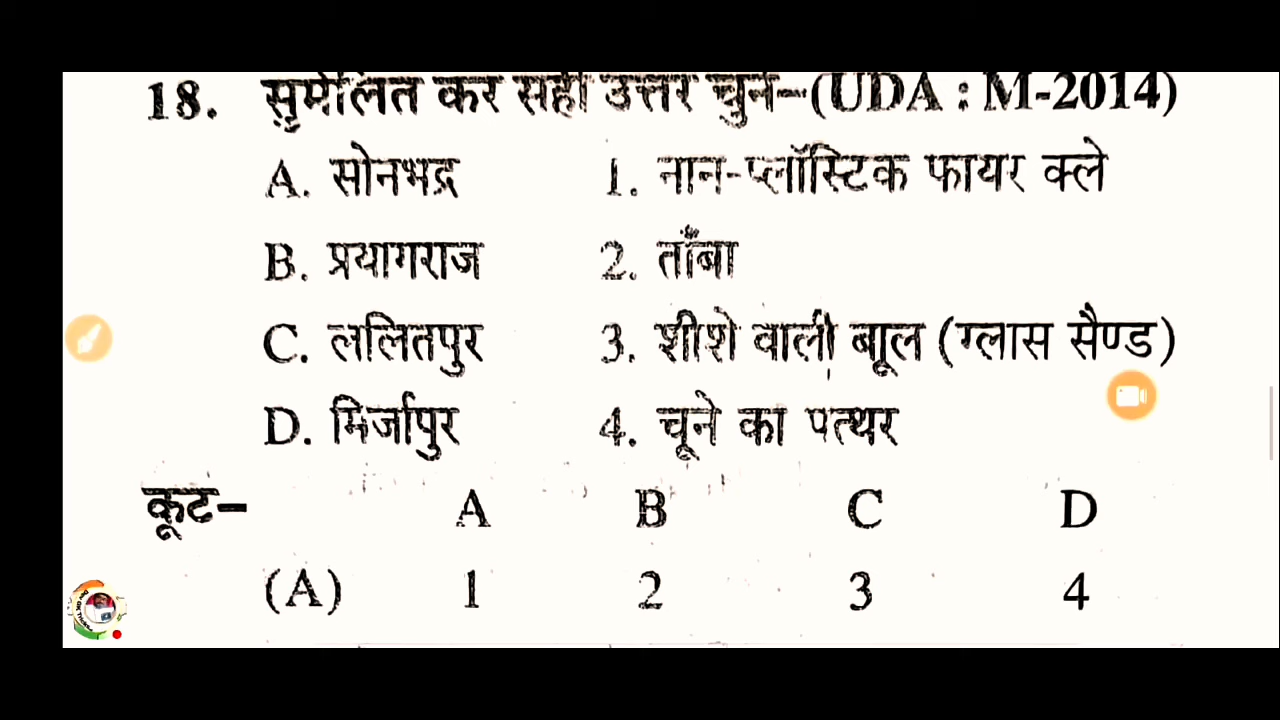 18. सुमेलित कर सही उत्तर चुनें–(UDA : M-2014)
A. सोनभद्र 1. नान-प्लॉस्टिक फायर क्ले
B. प्रयागराज 2. ताँबा
C. ललितपुर 3. शीशे वाली बाूल (ग्लास सैण्ड)
D. मिर्जापुर 4. चूने का पत्थर
कूट– A B C D
(A) 1 2 3 4